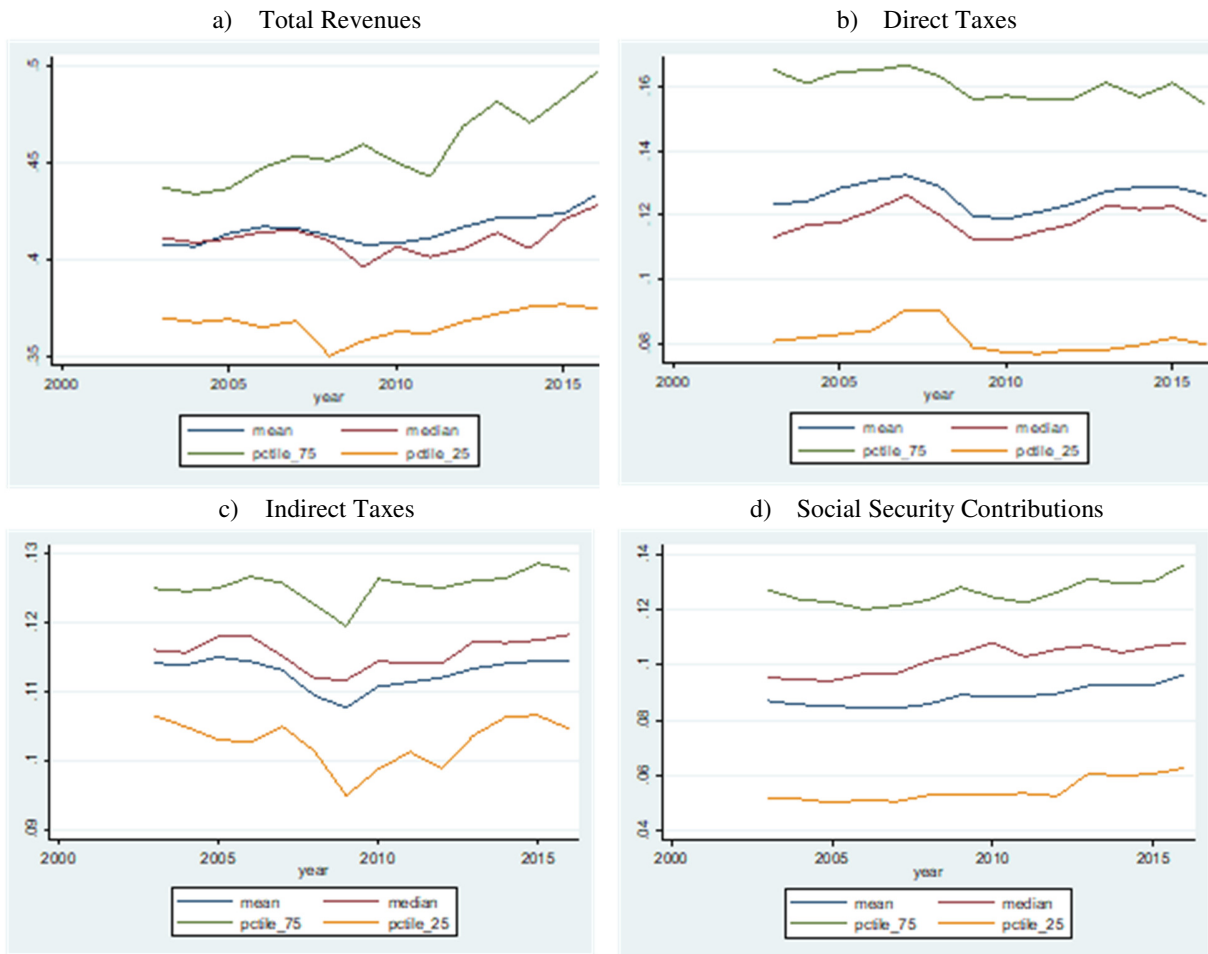 a) Total Revenues
.5
.45
.4
.35
2000 2005 2010 2015
year
mean median
pctile_75 pctile_25
b) Direct Taxes
.16
.14
.12
.1
.08
2000 2005 2010 2015
year
mean median
pctile_75 pctile_25
c) Indirect Taxes
.13
.12
.11
.1
.09
2000 2005 2010 2015
year
mean median
pctile_75 pctile_25
d) Social Security Contributions
.14
.12
.1
.08
.06
.04
2000 2005 2010 2015
year
mean median
pctile_75 pctile_25